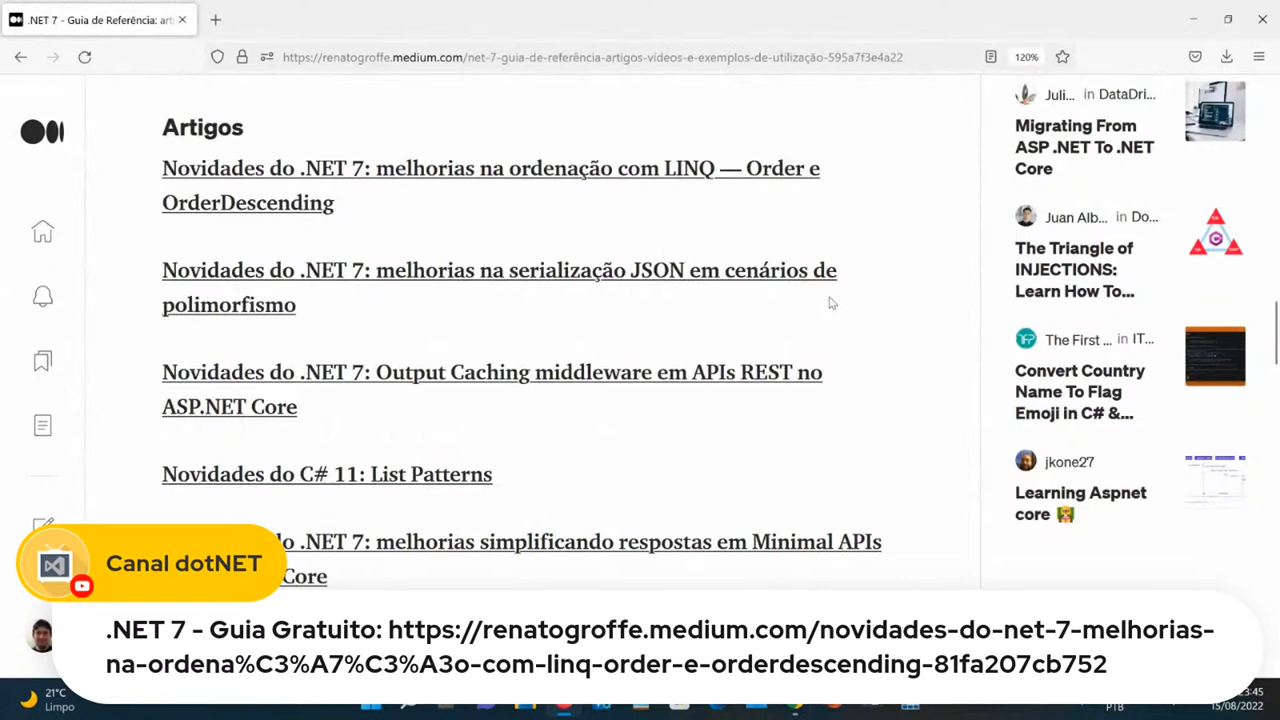 .NET 7 - Guia de Referência: arti
https://renatogroffe.medium.com/net-7-guia-de-referência-artigos-vídeos-e-exemplos-de-utilização-595a7f3e4a22
120%
Artigos
Novidades do .NET 7: melhorias na ordenação com LINQ — Order e
OrderDescending
Novidades do .NET 7: melhorias na serialização JSON em cenários de
polimorfismo
Novidades do .NET 7: Output Caching middleware em APIs REST no
ASP.NET Core
Novidades do C# 11: List Patterns
o .NET 7: melhorias simplificando respostas em Minimal APIs
Core
Juli... in DataDri...
Migrating From
ASP .NET To .NET
Core
Juan Alb... in Do...
The Triangle of
INJECTIONS:
Learn How To...
The First ... in IT...
Convert Country
Name To Flag
Emoji in C# &...
jkone27
Learning Aspnet
core
Canal dotNET
.NET 7 - Guia Gratuito: https://renatogroffe.medium.com/novidades-do-net-7-melhorias-
na-ordena%C3%A7%C3%A3o-com-linq-order-e-orderdescending-81fa207cb752
21°C
Limpo
PTB
23:45
15/08/2022